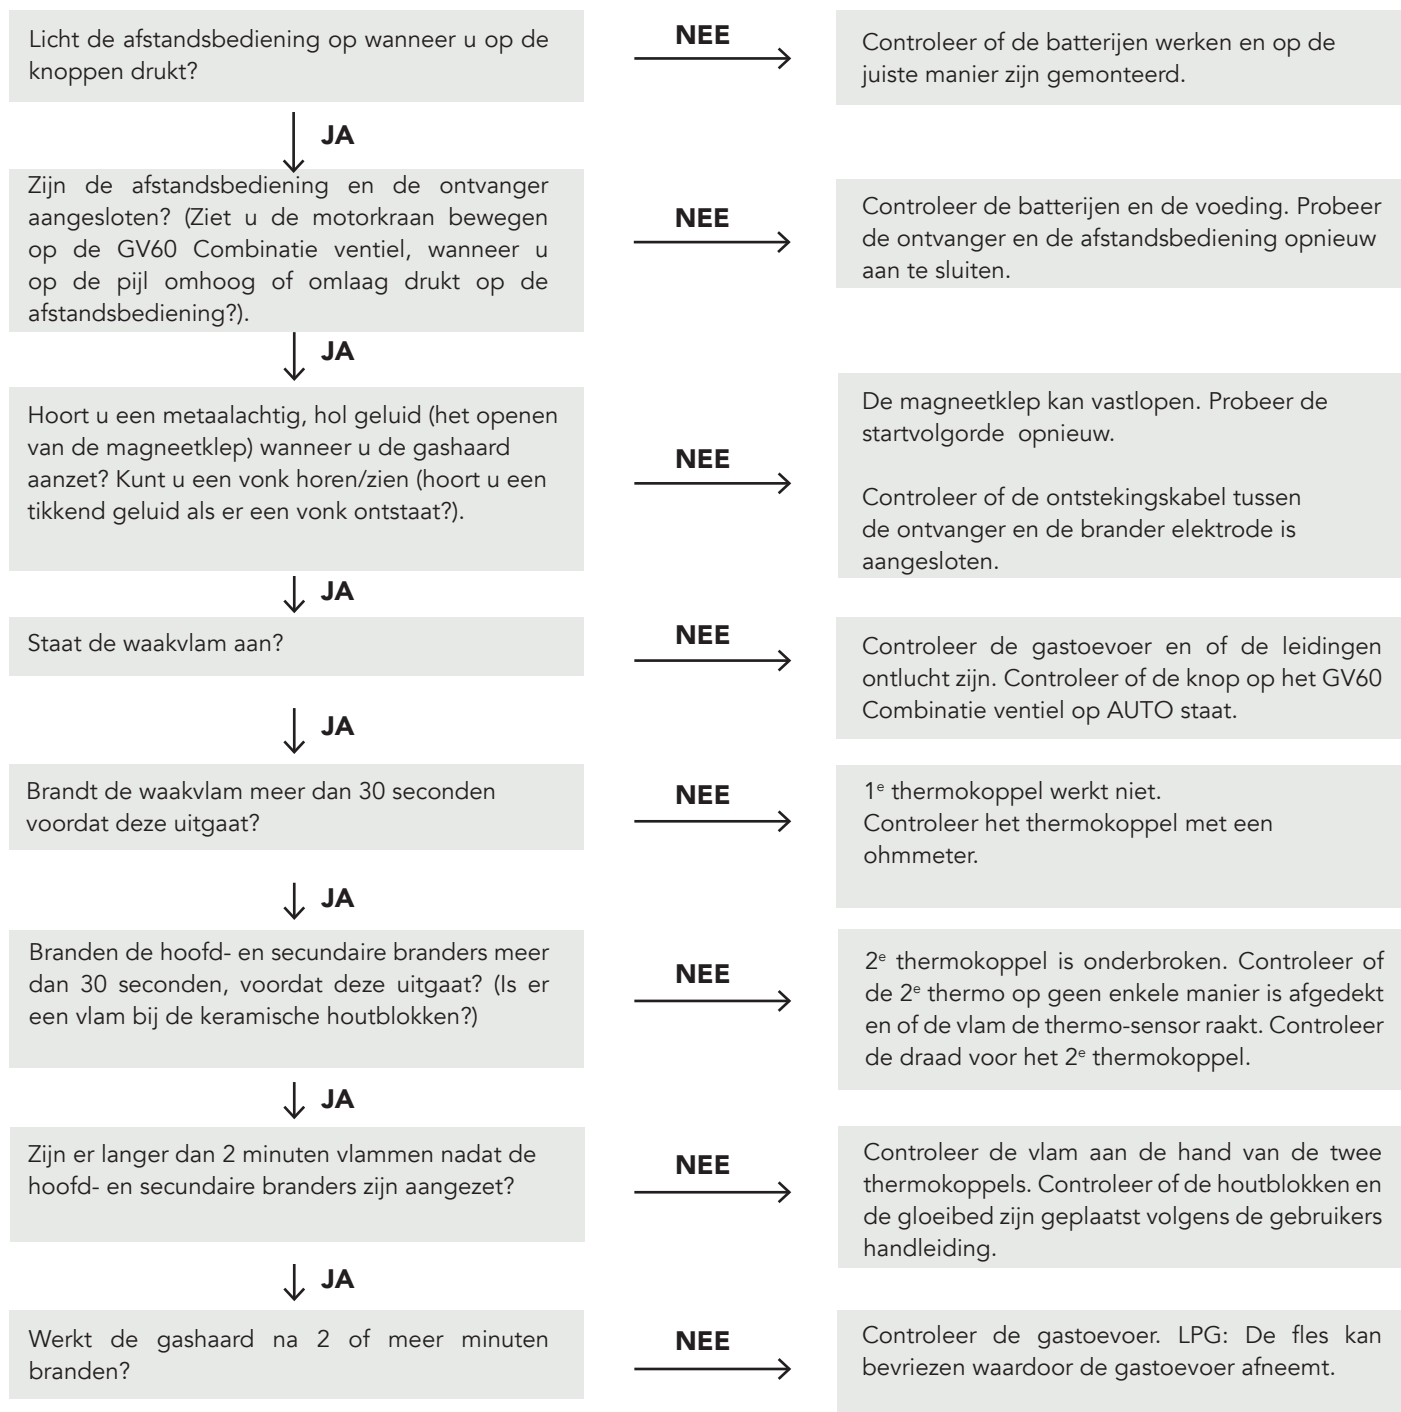 Licht de afstandsbediening op wanneer u op de
knoppen drukt?
NEE
Controleer of de batterijen werken en op de
juiste manier zijn gemonteerd.
JA
Zijn de afstandsbediening en de ontvanger
aangesloten? (Ziet u de motorkraan bewegen
op de GV60 Combinatie ventiel, wanneer u
op de pijl omhoog of omlaag drukt op de
afstandsbediening?).
NEE
Controleer de batterijen en de voeding. Probeer
de ontvanger en de afstandsbediening opnieuw
aan te sluiten.
JA
Hoort u een metaalachtig, hol geluid (het openen
van de magneetklep) wanneer u de gashaard
aanzet? Kunt u een vonk horen/zien (hoort u een
tikkend geluid als er een vonk ontstaat?).
NEE
De magneetklep kan vastlopen. Probeer de
startvolgorde opnieuw.
Controleer of de ontstekingskabel tussen
de ontvanger en de brander elektrode is
aangesloten.
JA
Staat de waakvlam aan?
NEE
Controleer de gastoevoer en of de leidingen
ontlucht zijn. Controleer of de knop op het GV60
Combinatie ventiel op AUTO staat.
JA
Brandt de waakvlam meer dan 30 seconden
voordat deze uitgaat?
NEE
1e thermokoppel werkt niet.
Controleer het thermokoppel met een
ohmmeter.
JA
Branden de hoofd- en secundaire branders meer
dan 30 seconden, voordat deze uitgaat? (Is er
een vlam bij de keramische houtblokken?)
NEE
2e thermokoppel is onderbroken. Controleer of
de 2e thermo op geen enkele manier is afgedekt
en of de vlam de thermo-sensor raakt. Controleer
de draad voor het 2e thermokoppel.
JA
Zijn er langer dan 2 minuten vlammen nadat de
hoofd- en secundaire branders zijn aangezet?
NEE
Controleer de vlam aan de hand van de twee
thermokoppels. Controleer of de houtblokken en
de gloeibed zijn geplaatst volgens de gebruikers
handleiding.
JA
Werkt de gashaard na 2 of meer minuten
branden?
NEE
Controleer de gastoevoer. LPG: De fles kan
bevriezen waardoor de gastoevoer afneemt.